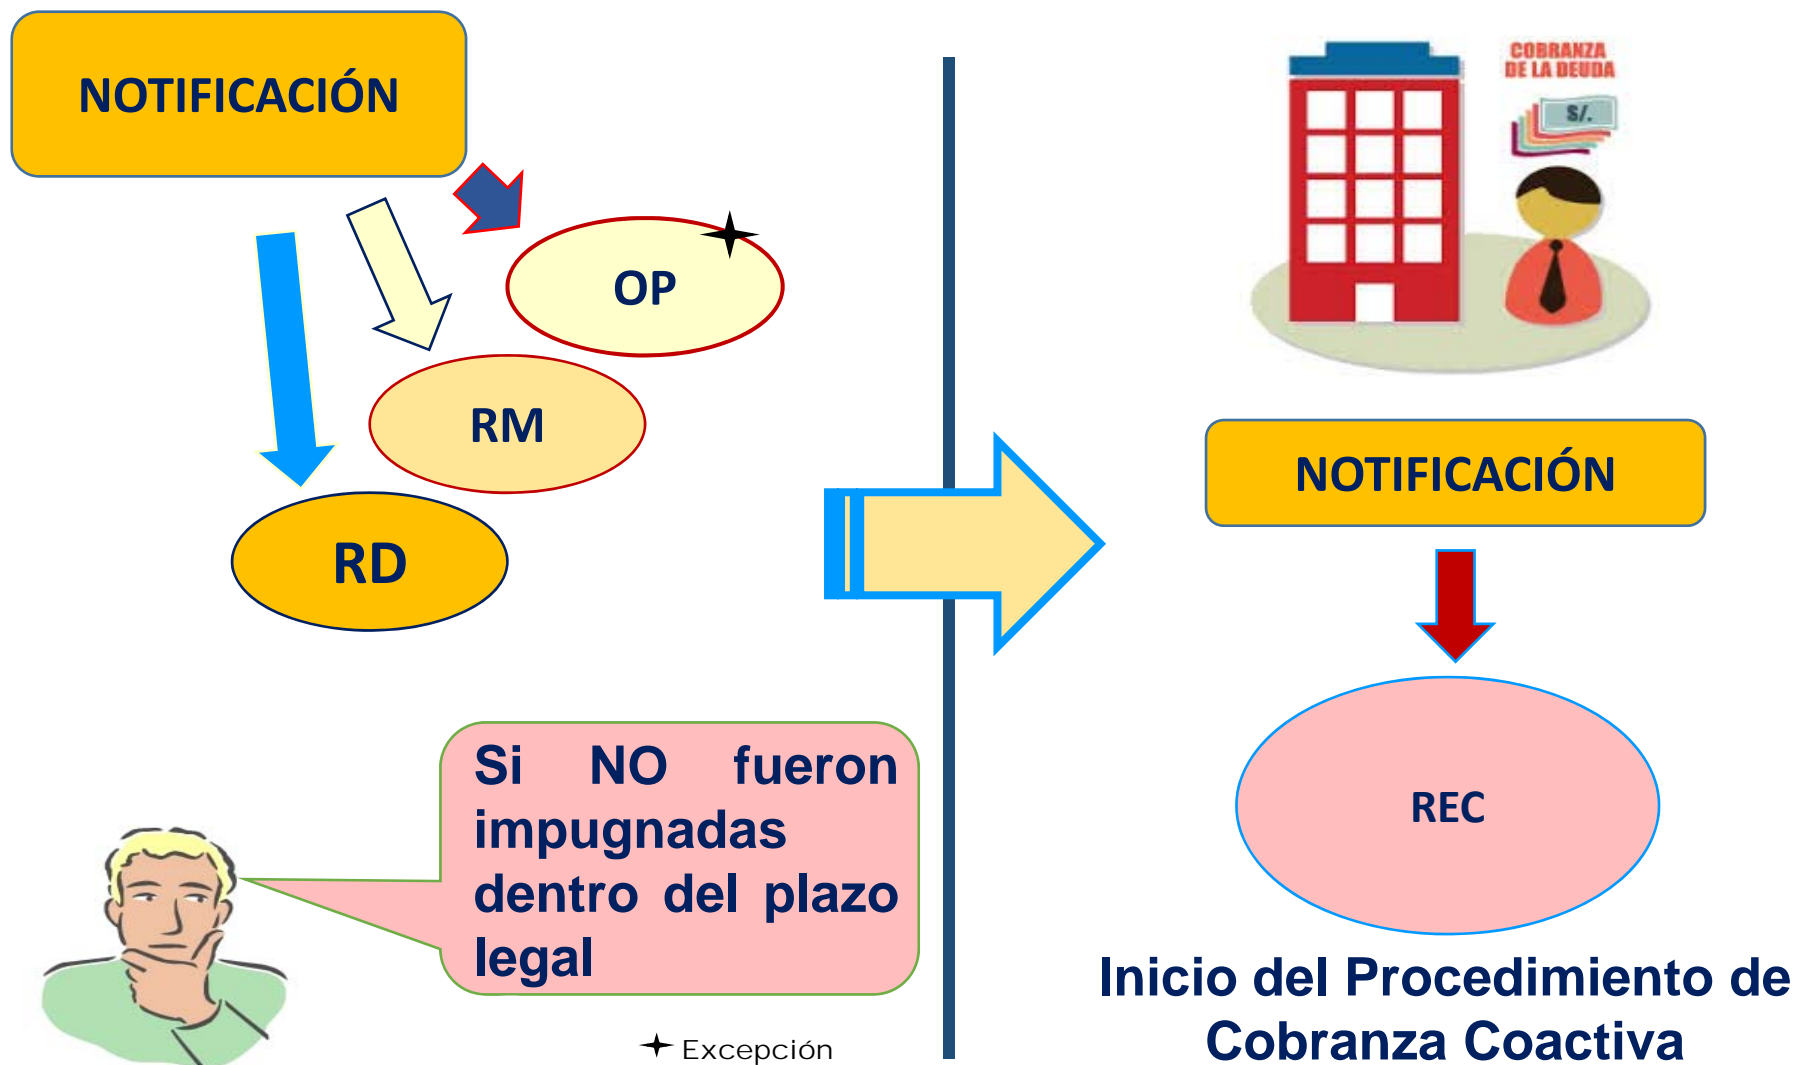 NOTIFICACIÓN
OP
RM
RD
Si NO fueron
impugnadas
dentro del plazo
legal
Excepción
COBRANZA
DE LA DEUDA
S/.
NOTIFICACIÓN
REC
Inicio del Procedimiento de
Cobranza Coactiva